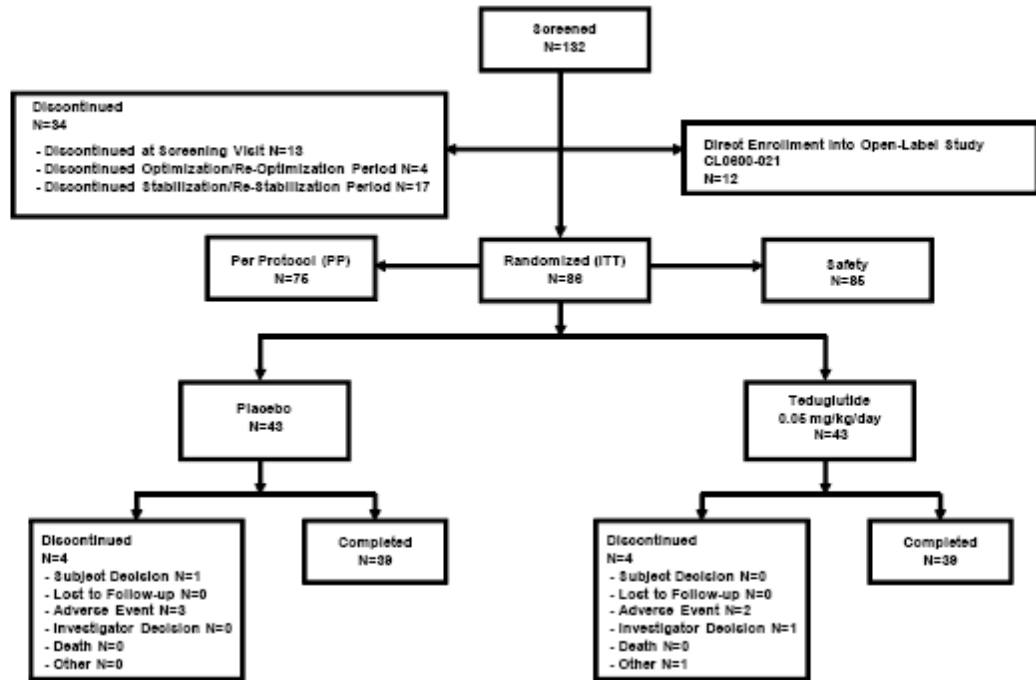 Screened
N=132
Discontinued
N=34
- Discontinued at Screening Visit N=13
- Discontinued Optimization/Re-Optimization Period N=4
- Discontinued Stabilization/Re-Stabilization Period N=17
Direct Enrollment Into Open-Label Study
CL0600-021
N=12
Per Protocol (PP)
N=75
Randomized (ITT)
N=86
Safety
N=85
Placebo
N=43
Teduglutide
0.05 mg/kg/day
N=43
Discontinued
N=4
- Subject Decision N=1
- Lost to Follow-up N=0
- Adverse Event N=3
- Investigator Decision N=0
- Death N=0
- Other N=0
Completed
N=39
Discontinued
N=4
- Subject Decision N=0
- Lost to Follow-up N=0
- Adverse Event N=2
- Investigator Decision N=1
- Death N=0
- Other N=1
Completed
N=39